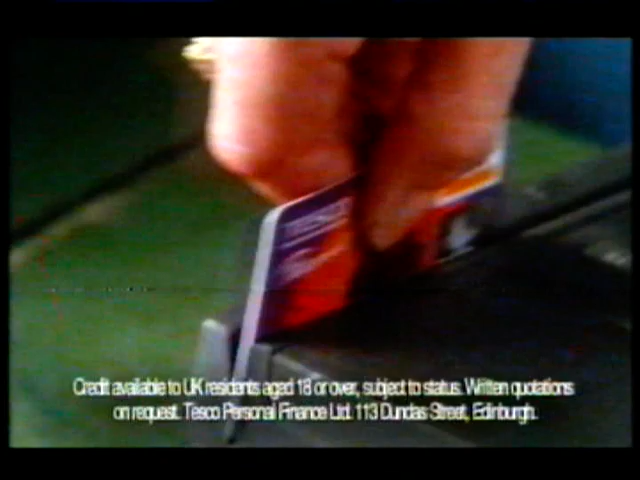 TESCO
Credit available to UK residents aged 18 or over, subject to status. Written quotations
on request. Tesco Personal Finance Ltd. 113 Dundas Street, Edinburgh.